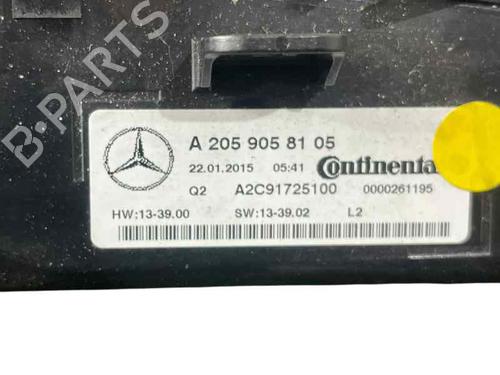 A 205 905 81 05
22.01.2015 05:41 Continental
Q2 A2C91725100 0000261195
HW:13-39.00 SW:13-39.02 L2
B-PARTS